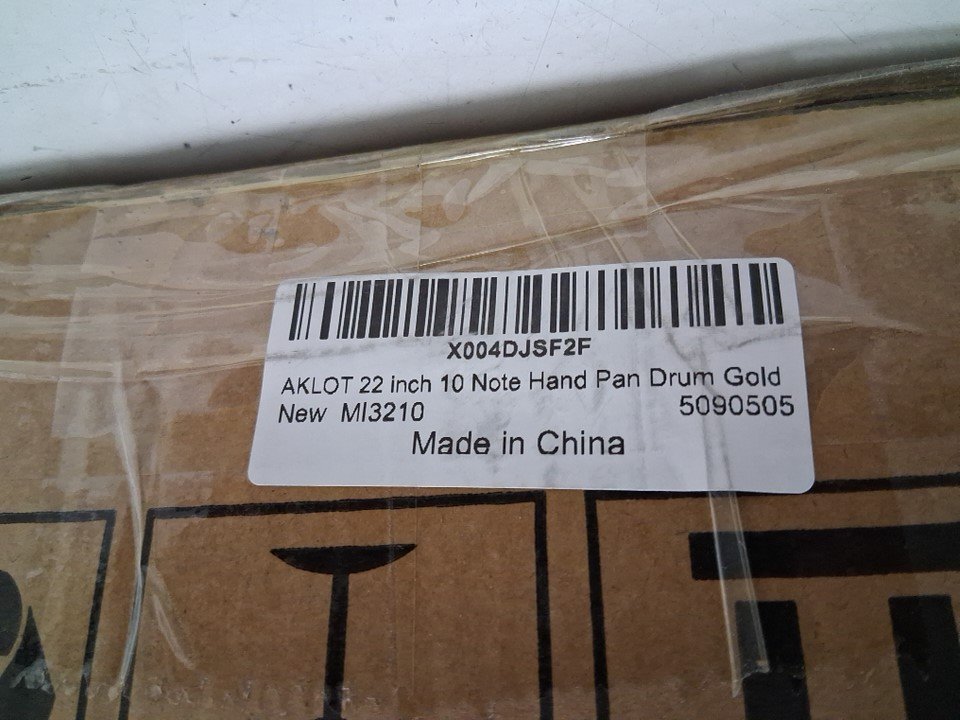 X004DJSF2F
AKLOT 22 inch 10 Note Hand Pan Drum Gold
New MI3210 5090505
Made in China